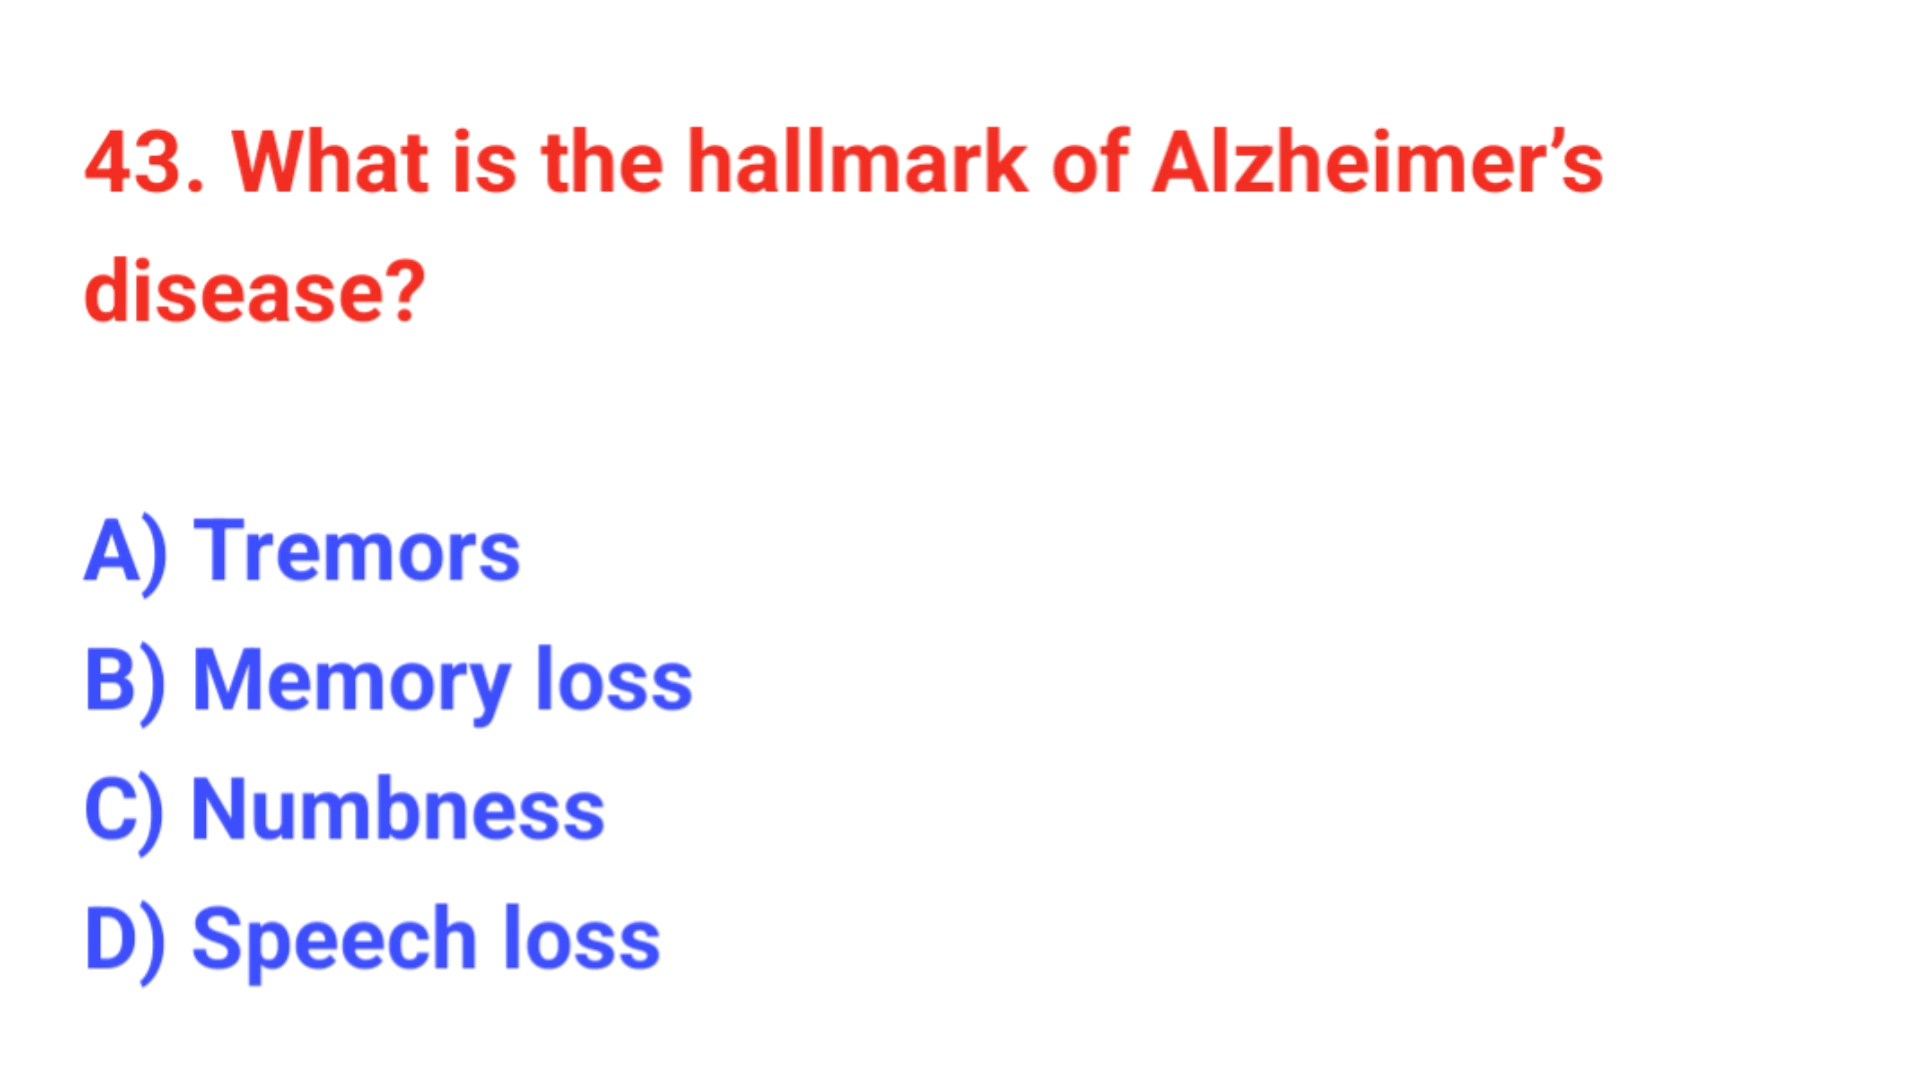 43. What is the hallmark of Alzheimer’s
disease?
A) Tremors
B) Memory loss
C) Numbness
D) Speech loss